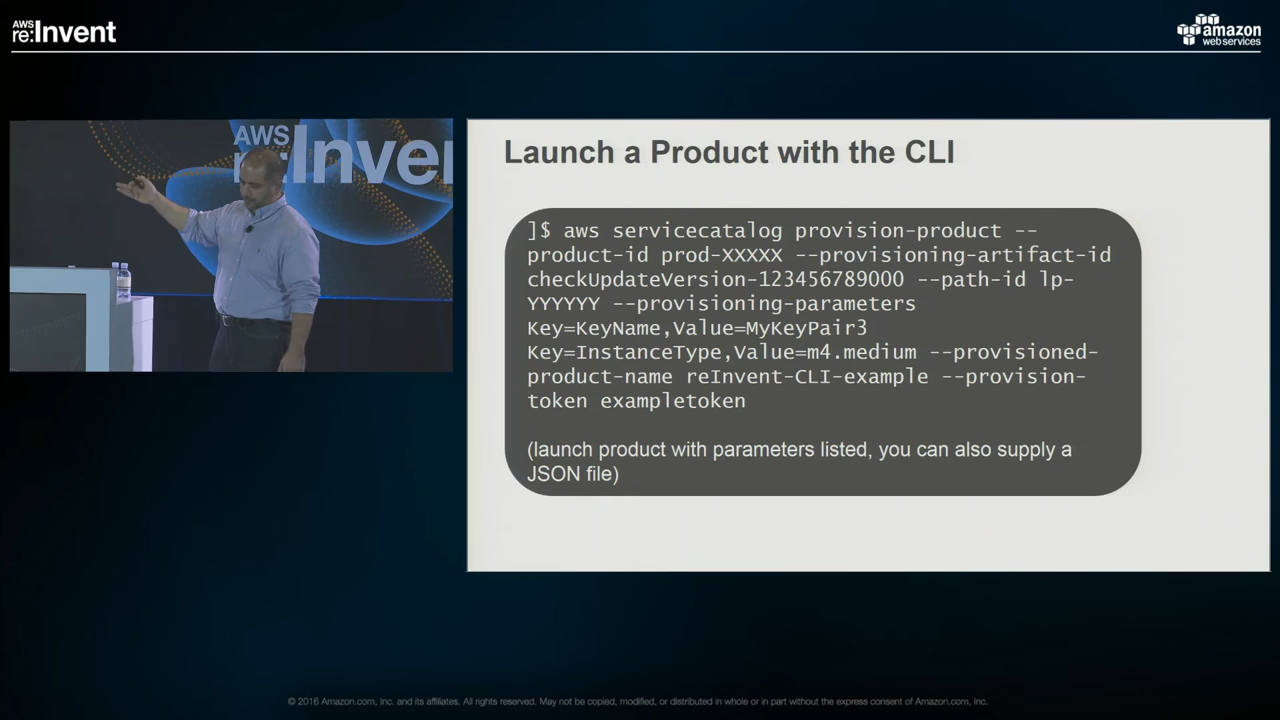 AWS
re:Invent
amazon
web services
AWS
re:Inven
Launch a Product with the CLI
]$ aws servicecatalog provision-product --
product-id prod-XXXXX --provisioning-artifact-id
checkUpdateVersion-123456789000 --path-id lp-
YYYYYY --provisioning-parameters
Key=KeyName,Value=MyKeyPair3
Key=InstanceType,Value=m4.medium --provisioned-
product-name reInvent-CLI-example --provision-
token exampletoken
(launch product with parameters listed, you can also supply a
JSON file)
© 2016 Amazon.com, Inc. and its affiliates. All rights reserved. May not be copied, modified, or distributed in whole or in part without the express consent of Amazon.com, Inc.